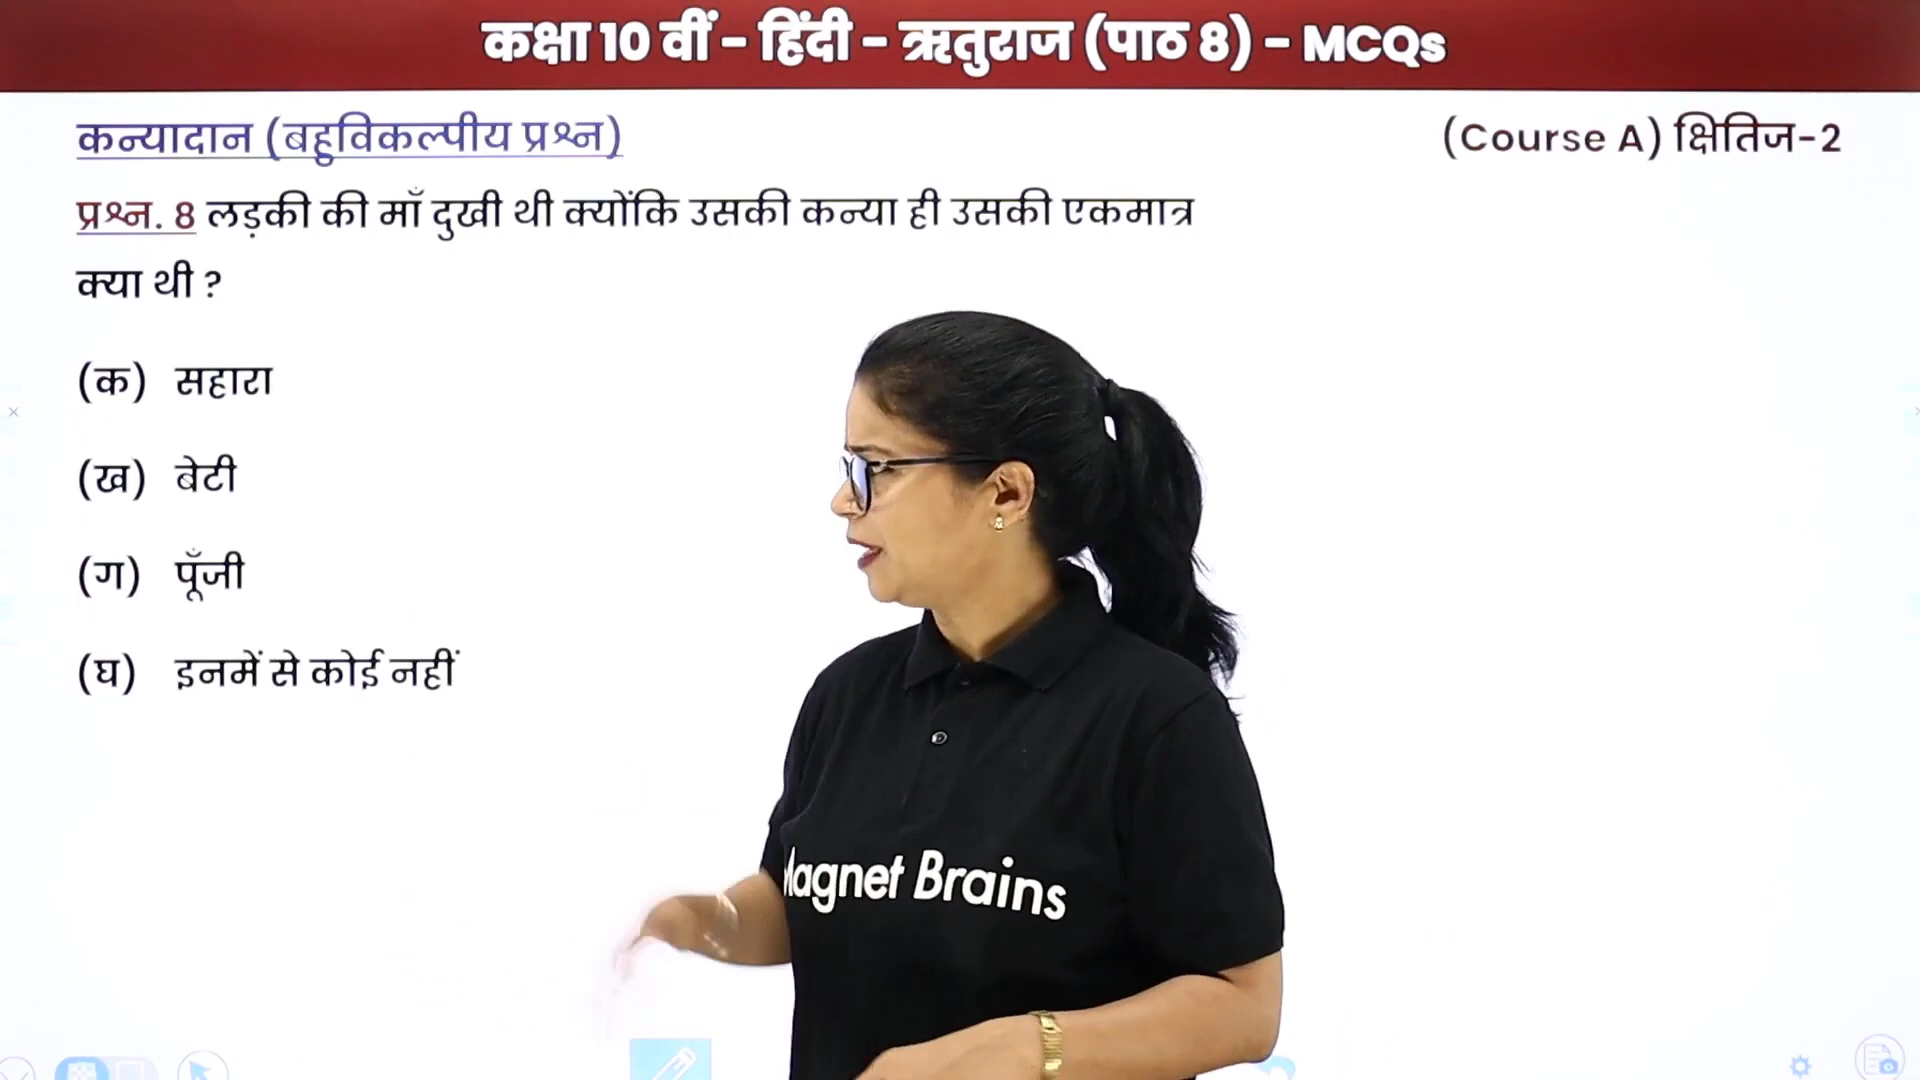 कक्षा 10 वीं - हिंदी - ऋतुराज (पाठ 8) - MCQs
कन्यादान (बहुविकल्पीय प्रश्न)
(Course A) क्षितिज-2
प्रश्न. 8 लड़की की माँ दुखी थी क्योंकि उसकी कन्या ही उसकी एकमात्र
क्या थी ?
(क) सहारा
(ख) बेटी
(ग) पूँजी
(घ) इनमें से कोई नहीं
Magnet Brains